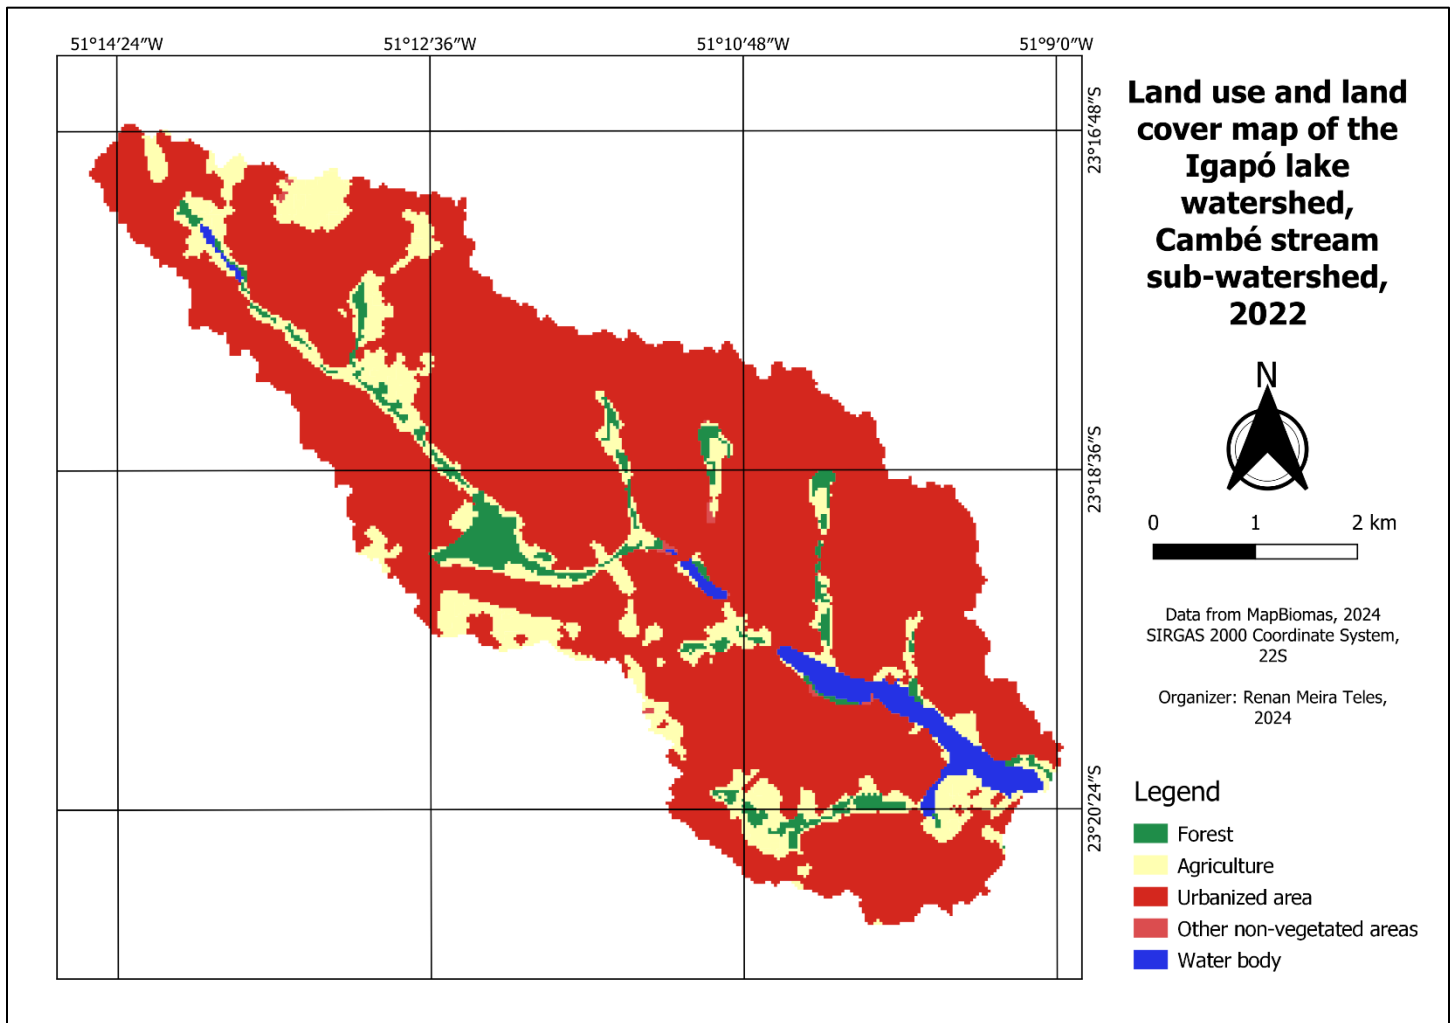 51°14′24″W 51°12′36″W 51°10′48″W 51°9′0″W
23°16′48″S
23°18′36″S
23°20′24″S
Land use and land
cover map of the
Igapó lake
watershed,
Cambé stream
sub-watershed,
2022
N
0 1 2 km
Data from MapBiomas, 2024
SIRGAS 2000 Coordinate System,
22S
Organizer: Renan Meira Teles,
2024
Legend
Forest
Agriculture
Urbanized area
Other non-vegetated areas
Water body